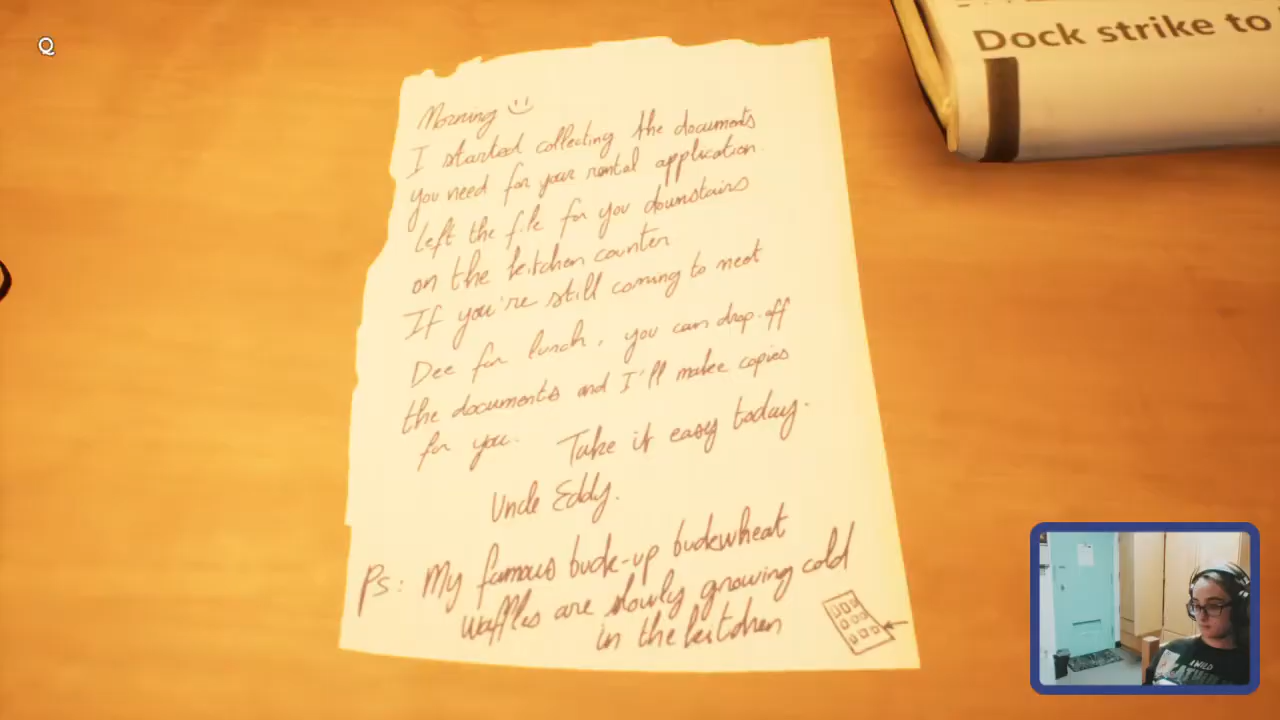 Q
Dock strike to
Morning
I started collecting the documents
you need for your rental application.
Left the file for you downstairs
on the kitchen counter
If you're still coming to meet
Dee for lunch, you can drop off
the documents and I'll make copies
for you. Take it easy today.
Uncle Eddy.
Ps: My famous buck-up buckwheat
waffles are slowly growing cold
in the kitchen
I WILD